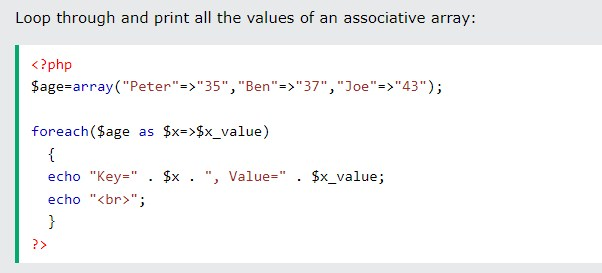 Loop through and print all the values of an associative array:
<?php
$age=array("Peter"=>"35","Ben"=>"37","Joe"=>"43");
foreach($age as $x=>$x_value)
{
echo "Key=" . $x . ", Value=" . $x_value;
echo "<br>";
}
?>